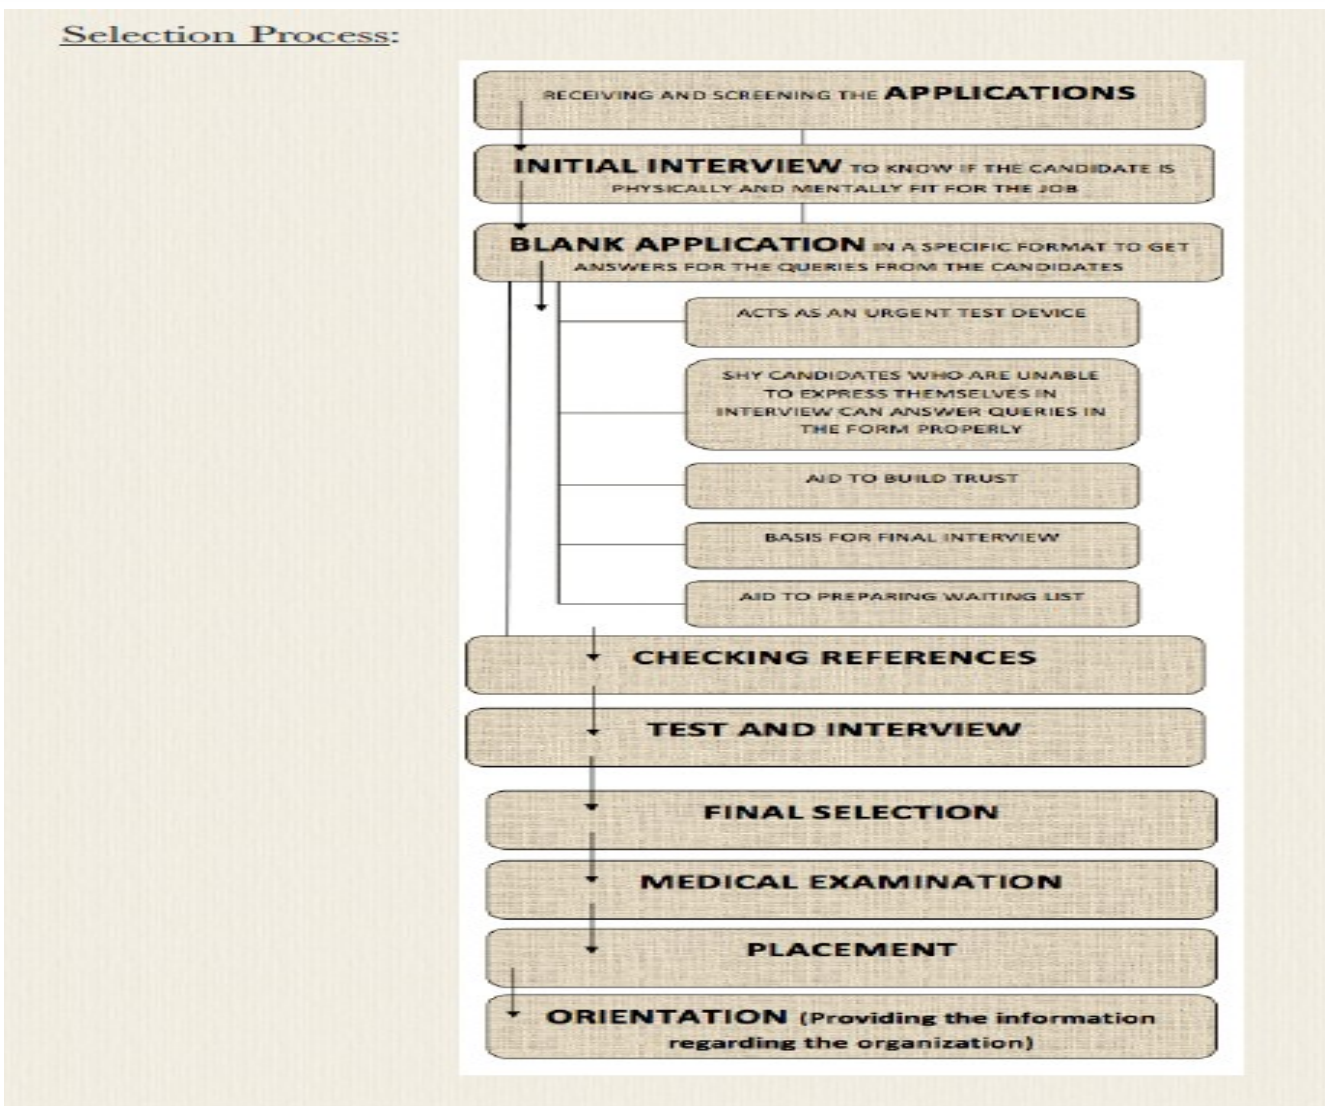 Selection Process:
RECEIVING AND SCREENING THE APPLICATIONS
INITIAL INTERVIEW TO KNOW IF THE CANDIDATE IS
PHYSICALLY AND MENTALLY FIT FOR THE JOB
BLANK APPLICATION IN A SPECIFIC FORMAT TO GET
ANSWERS FOR THE QUERIES FROM THE CANDIDATES
ACTS AS AN URGENT TEST DEVICE
SHY CANDIDATES WHO ARE UNABLE
TO EXPRESS THEMSELVES IN
INTERVIEW CAN ANSWER QUERIES IN
THE FORM PROPERLY
AID TO BUILD TRUST
BASIS FOR FINAL INTERVIEW
AID TO PREPARING WAITING LIST
CHECKING REFERENCES
TEST AND INTERVIEW
FINAL SELECTION
MEDICAL EXAMINATION
PLACEMENT
ORIENTATION (Providing the information
regarding the organization)